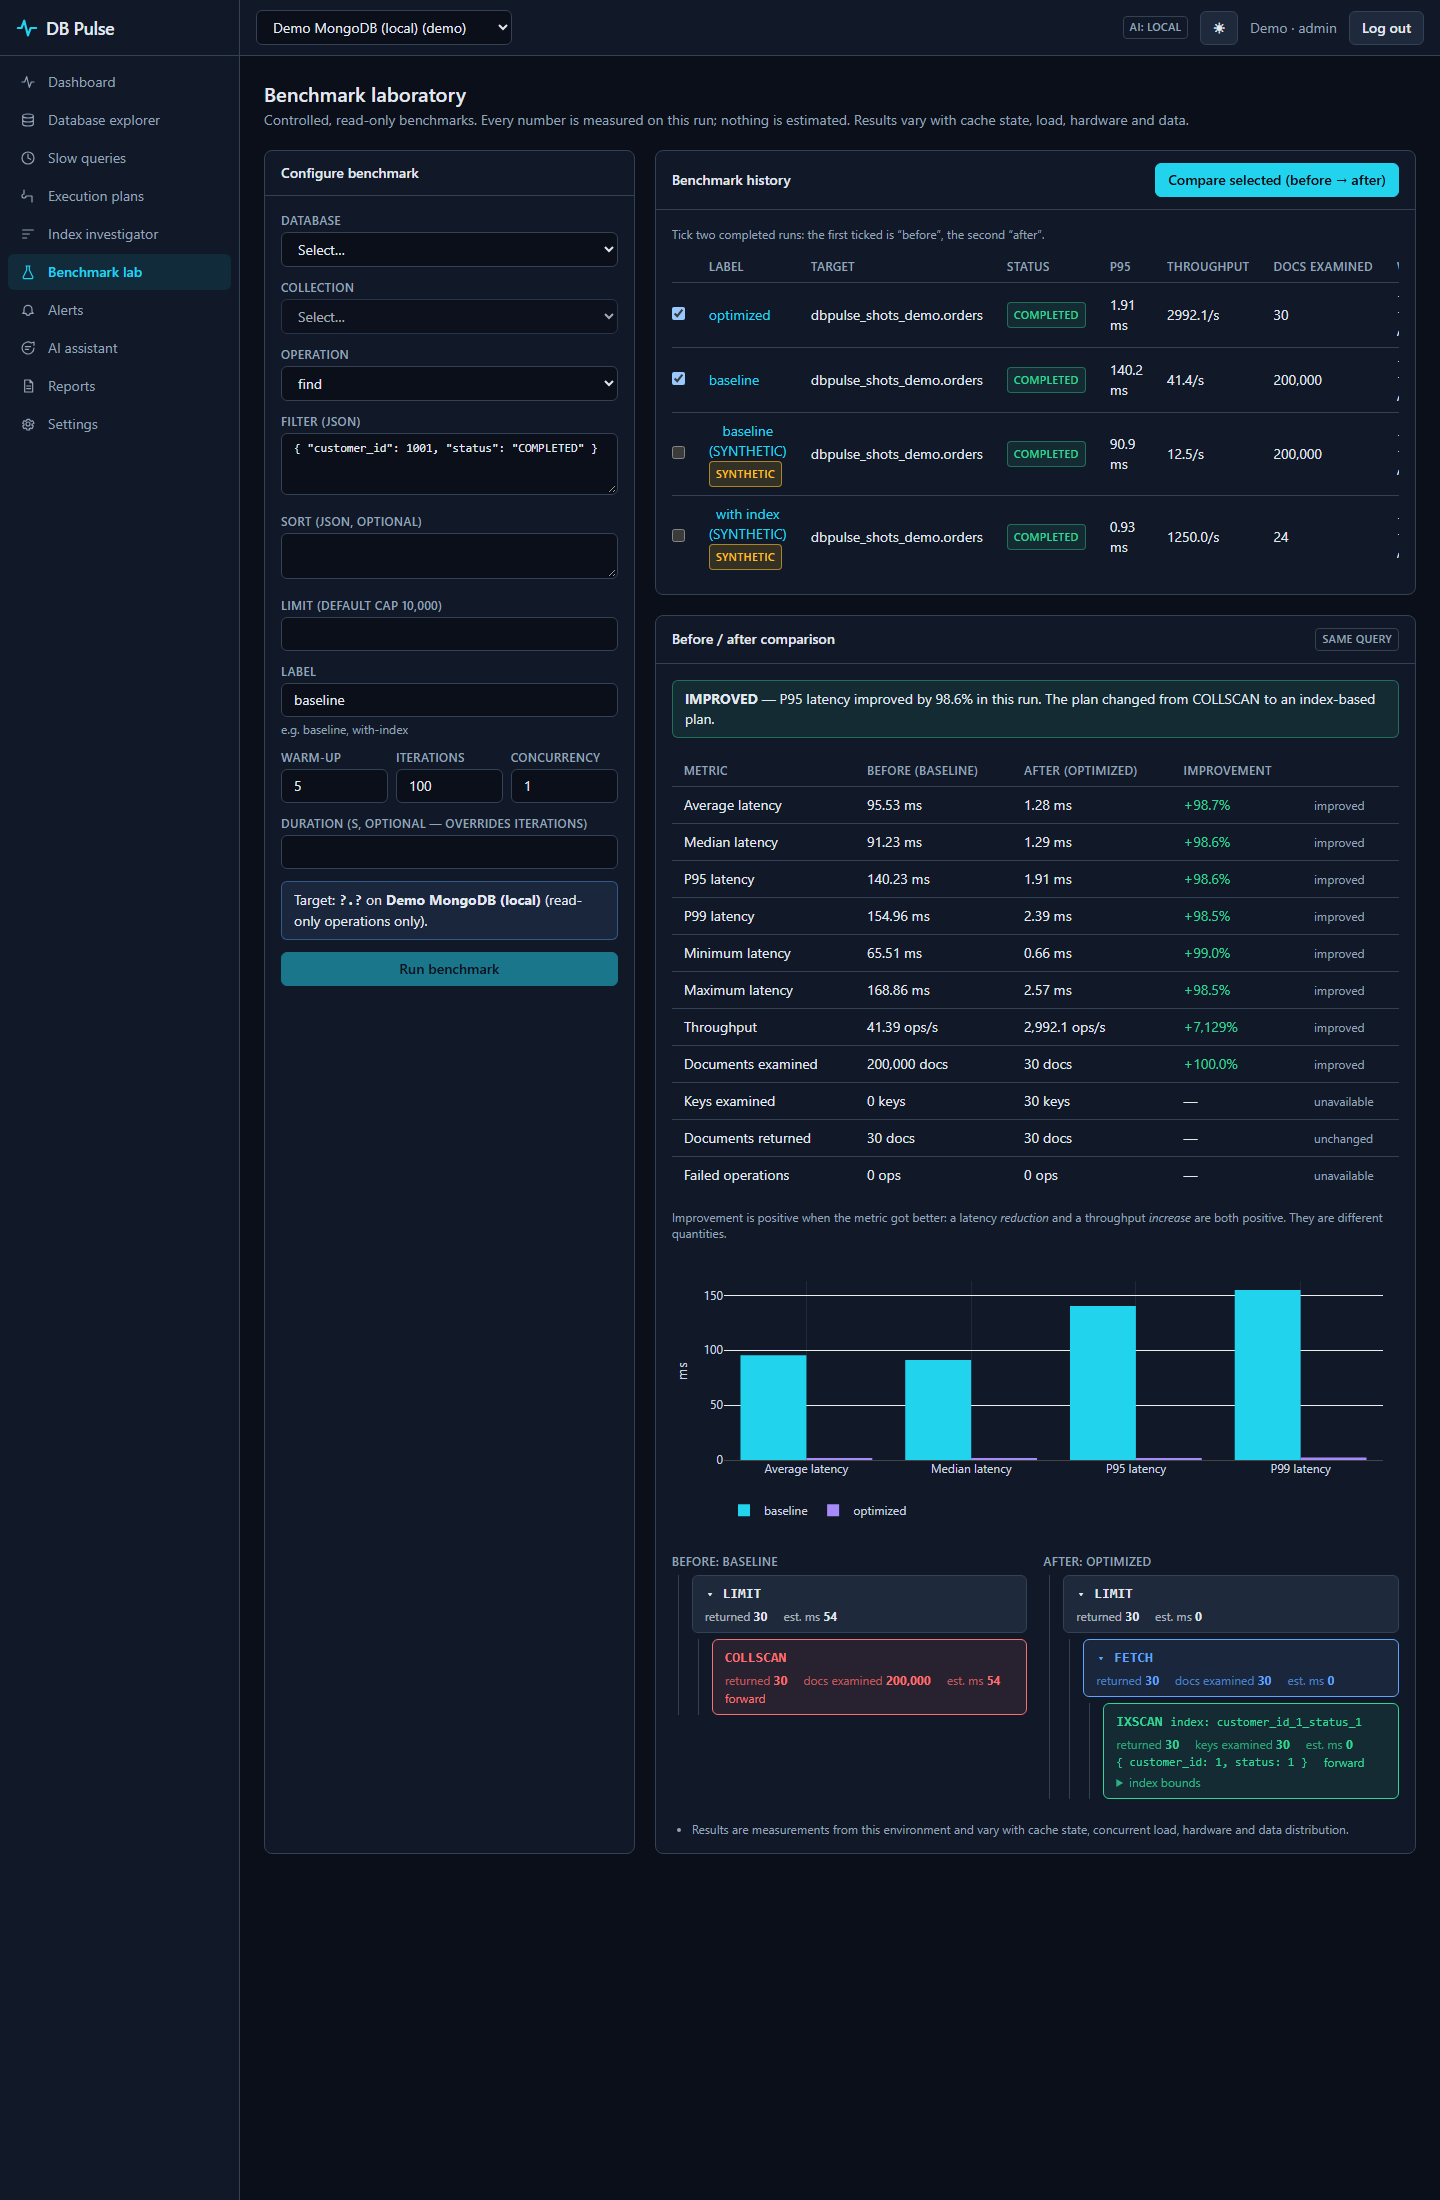 DB Pulse
Demo MongoDB (local) (demo)
AI: LOCAL
Demo · admin
Log out
Dashboard
Database explorer
Slow queries
Execution plans
Index investigator
Benchmark lab
Alerts
AI assistant
Reports
Settings
Benchmark laboratory
Controlled, read-only benchmarks. Every number is measured on this run; nothing is estimated. Results vary with cache state, load, hardware and data.
Configure benchmark
DATABASE
Select...
COLLECTION
Select...
OPERATION
find
FILTER (JSON)
{ "customer_id": 1001, "status": "COMPLETED" }
SORT (JSON, OPTIONAL)
LIMIT (DEFAULT CAP 10,000)
LABEL
baseline
e.g. baseline, with-index
WARM-UP ITERATIONS CONCURRENCY
5 100 1
DURATION (S, OPTIONAL — OVERRIDES ITERATIONS)
Target: ?.? on Demo MongoDB (local) (read-
only operations only).
Run benchmark
Benchmark history
Compare selected (before → after)
Tick two completed runs: the first ticked is “before”, the second “after”.
LABEL TARGET STATUS P95 THROUGHPUT DOCS EXAMINED
optimized dbpulse_shots_demo.orders COMPLETED 1.91 ms 2992.1/s 30
baseline dbpulse_shots_demo.orders COMPLETED 140.2 ms 41.4/s 200,000
baseline (SYNTHETIC) SYNTHETIC dbpulse_shots_demo.orders COMPLETED 90.9 ms 12.5/s 200,000
with index (SYNTHETIC) SYNTHETIC dbpulse_shots_demo.orders COMPLETED 0.93 ms 1250.0/s 24
Before / after comparison
SAME QUERY
IMPROVED — P95 latency improved by 98.6% in this run. The plan changed from COLLSCAN to an index-based
plan.
METRIC BEFORE (BASELINE) AFTER (OPTIMIZED) IMPROVEMENT
Average latency 95.53 ms 1.28 ms +98.7% improved
Median latency 91.23 ms 1.29 ms +98.6% improved
P95 latency 140.23 ms 1.91 ms +98.6% improved
P99 latency 154.96 ms 2.39 ms +98.5% improved
Minimum latency 65.51 ms 0.66 ms +99.0% improved
Maximum latency 168.86 ms 2.57 ms +98.5% improved
Throughput 41.39 ops/s 2,992.1 ops/s +7,129% improved
Documents examined 200,000 docs 30 docs +100.0% improved
Keys examined 0 keys 30 keys — unavailable
Documents returned 30 docs 30 docs — unchanged
Failed operations 0 ops 0 ops — unavailable
Improvement is positive when the metric got better: a latency reduction and a throughput increase are both positive. They are different
quantities.
150
100
50
0
ms
Average latency Median latency P95 latency P99 latency
baseline optimized
BEFORE: BASELINE
LIMIT
returned 30 est. ms 54
COLLSCAN
returned 30 docs examined 200,000 est. ms 54
forward
AFTER: OPTIMIZED
LIMIT
returned 30 est. ms 0
FETCH
returned 30 docs examined 30 est. ms 0
IXSCAN index: customer_id_1_status_1
returned 30 keys examined 30 est. ms 0
{ customer_id: 1, status: 1 } forward
index bounds
• Results are measurements from this environment and vary with cache state, concurrent load, hardware and data distribution.